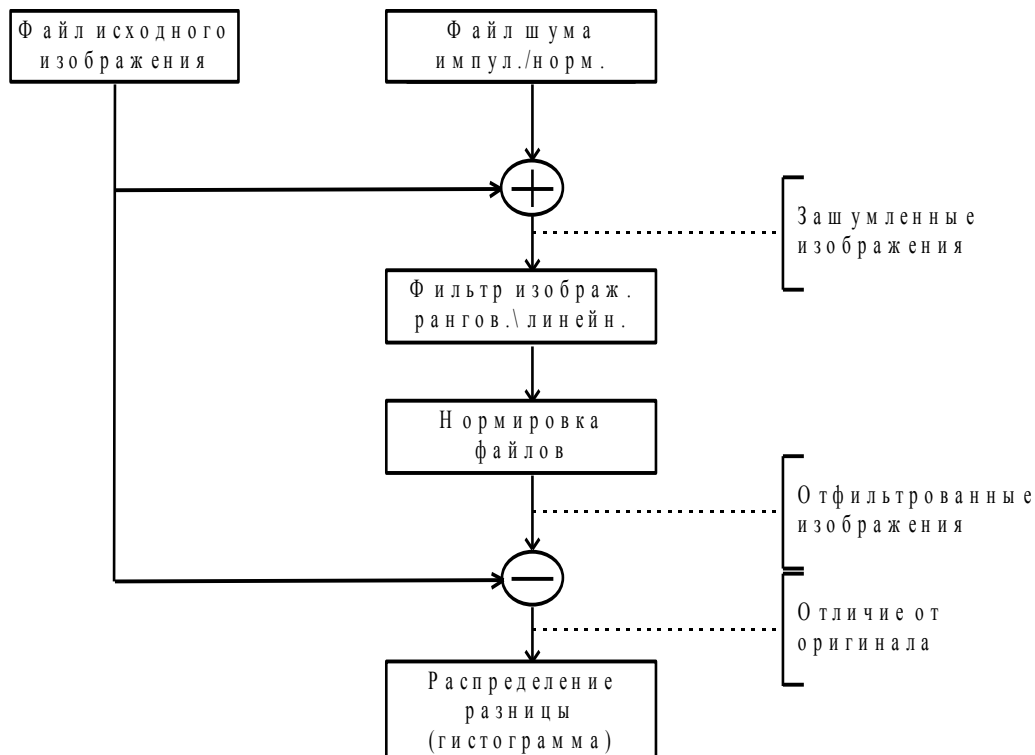 Файл исходного
изображения
Файл шума
импул./норм.
Зашумленные
изображения
Фильтр изображ.
рангов.\линейн.
Нормировка
файлов
Отфильтрованные
изображения
Отличие от
оригинала
Распределение
разницы
(гистограмма)